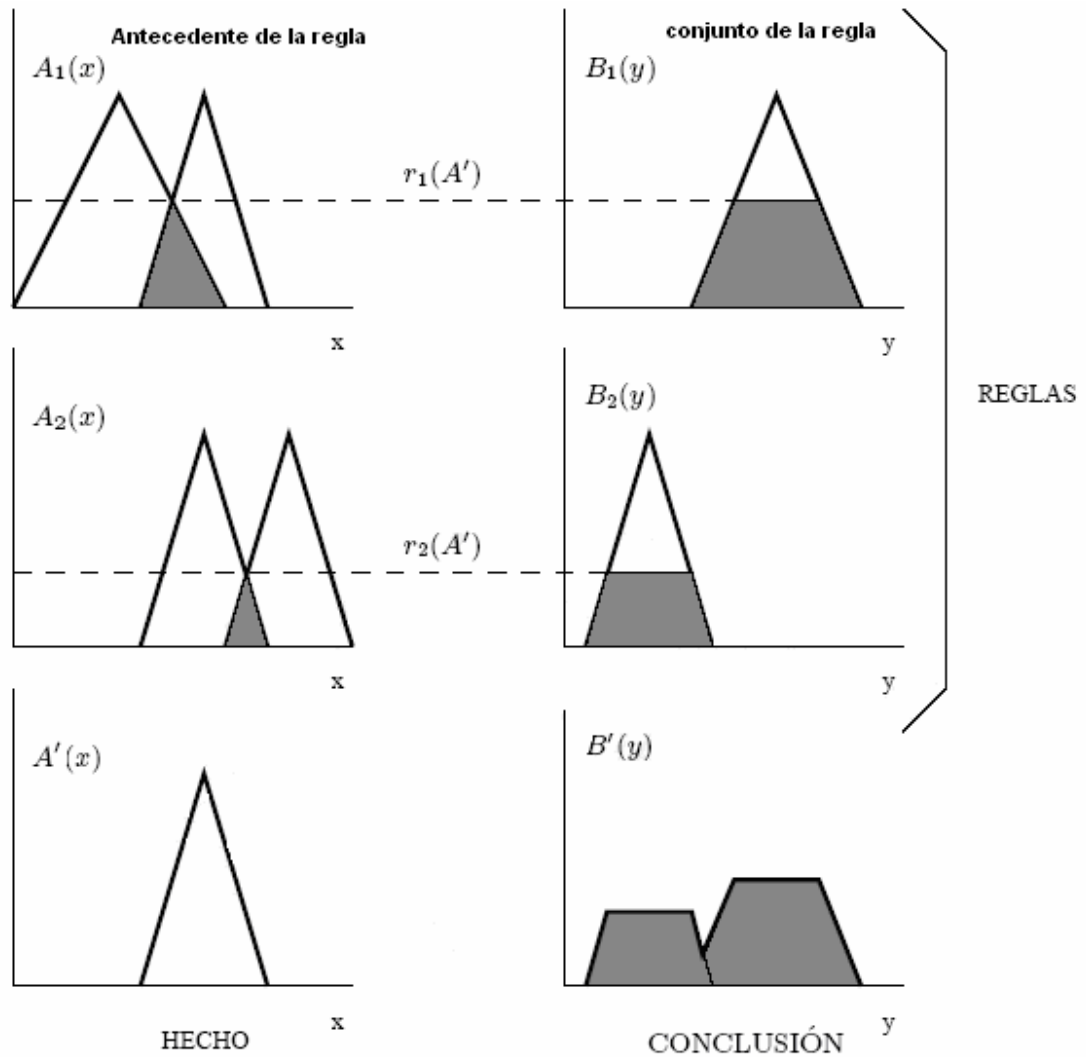 Antecedente de la regla
conjunto de la regla
A₁(x)
B₁(y)
r₁(A′)
x
y
REGLAS
A₂(x)
B₂(y)
r₂(A′)
x
y
A′(x)
B′(y)
x
y
HECHO
CONCLUSIÓN